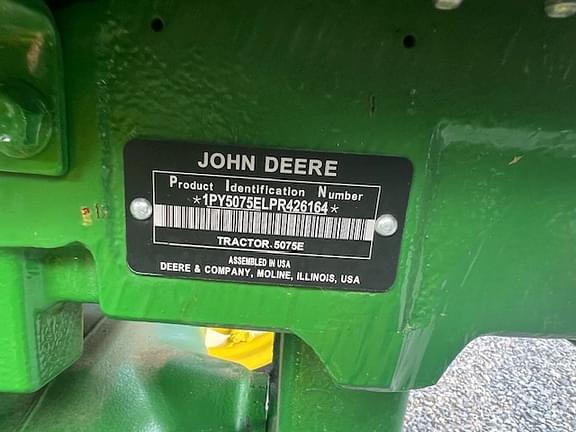 JOHN DEERE
Product Identification Number
*1PY5075ELPR426164*
TRACTOR-5075E
ASSEMBLED IN USA
DEERE & COMPANY, MOLINE, ILLINOIS, USA